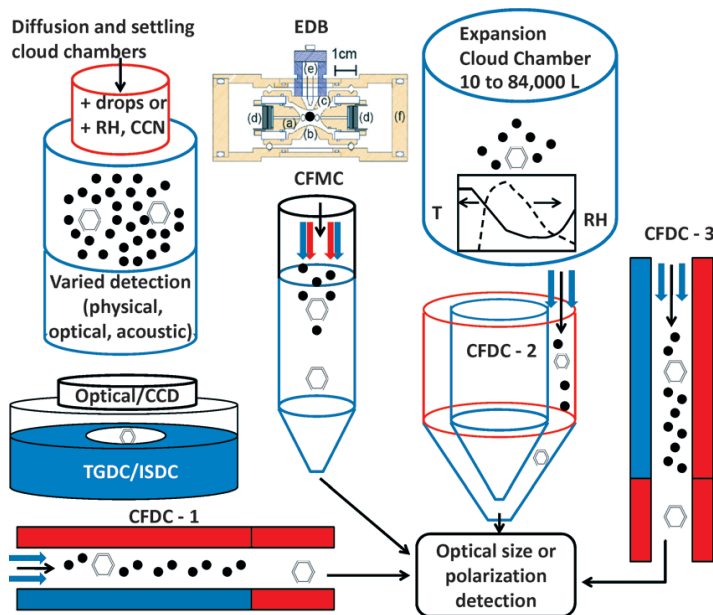 Diffusion and settling
cloud chambers
+ drops or
+ RH, CCN
Varied detection
(physical,
optical, acoustic)
Optical/CCD
TGDC/ISDC
EDB
1cm
(e)
(c)
(d)
(a)
(b)
(d)
(f)
CFMC
Expansion
Cloud Chamber
10 to 84,000 L
T
RH
CFDC - 2
CFDC - 3
CFDC - 1
Optical size or
polarization
detection